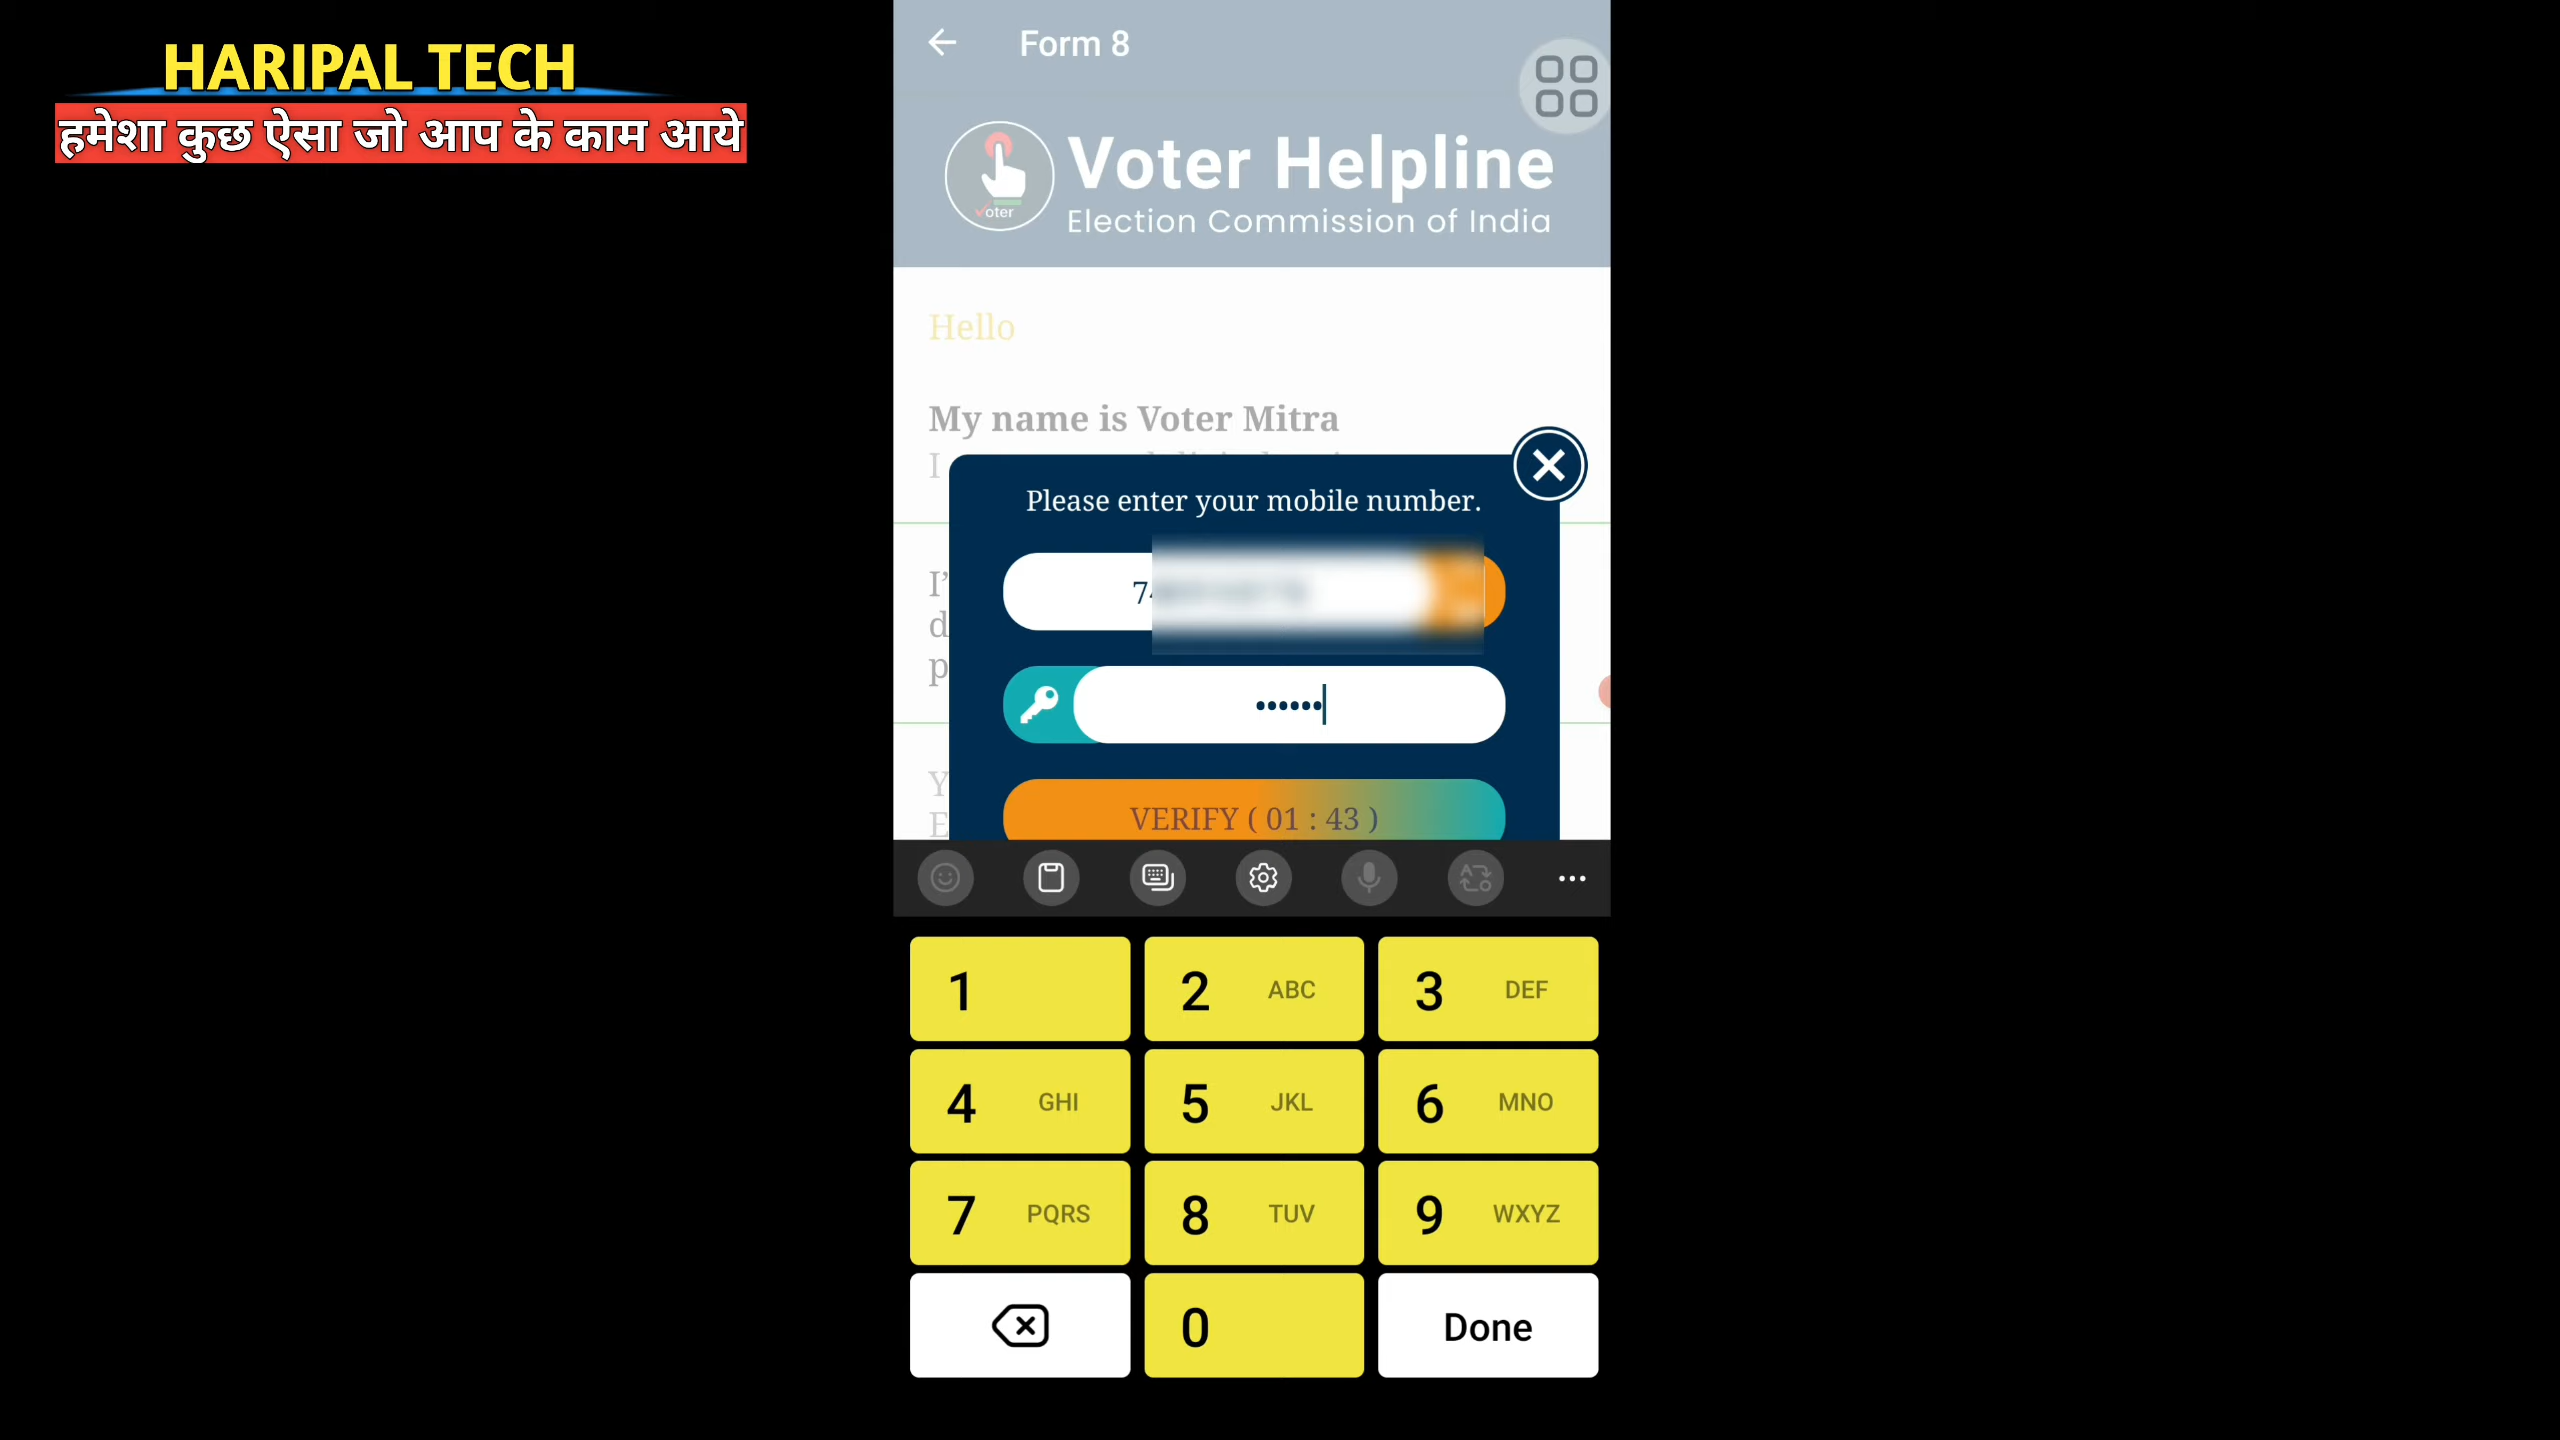 HARIPAL TECH
हमेशा कुछ ऐसा जो आप के काम आये
Form 8
Voter Helpline
Election Commission of India
oter
Hello
My name is Voter Mitra
I
Please enter your mobile number.
I’
7
d
p
••••••
Y
VERIFY ( 01 : 43 )
E
1
2 ABC
3 DEF
4 GHI
5 JKL
6 MNO
7 PQRS
8 TUV
9 WXYZ
0
Done